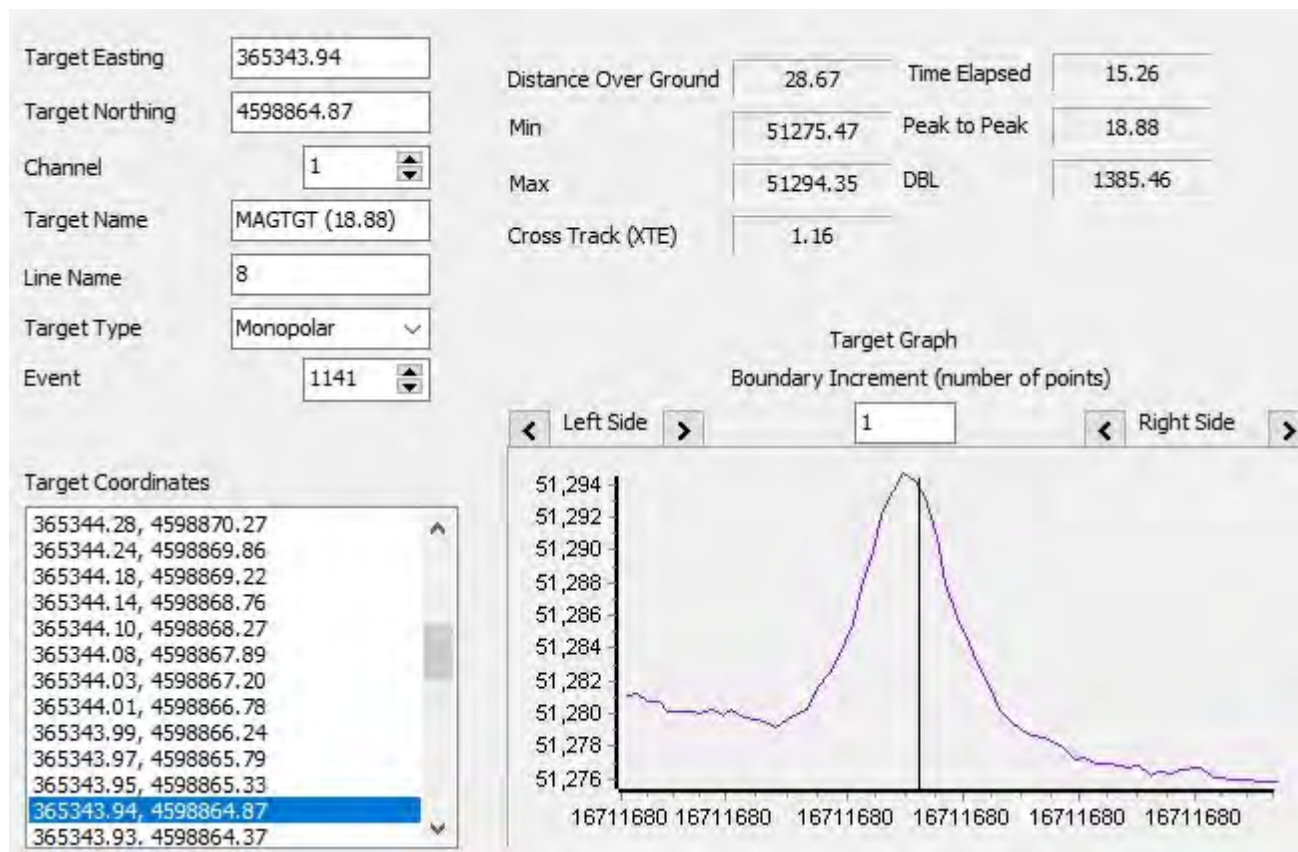 Target Easting 365343.94
Target Northing 4598864.87
Channel 1
Target Name MAGTGT (18.88)
Line Name 8
Target Type Monopolar
Event 1141
Distance Over Ground 28.67 Time Elapsed 15.26
Min 51275.47 Peak to Peak 18.88
Max 51294.35 DBL 1385.46
Cross Track (XTE) 1.16
Target Coordinates
365344.28, 4598870.27
365344.24, 4598869.86
365344.18, 4598869.22
365344.14, 4598868.76
365344.10, 4598868.27
365344.08, 4598867.89
365344.03, 4598867.20
365344.01, 4598866.78
365343.99, 4598866.24
365343.97, 4598865.79
365343.95, 4598865.33
365343.94, 4598864.87
365343.93, 4598864.37
Target Graph
Boundary Increment (number of points)
< Left Side > 1 < Right Side >
51,294
51,292
51,290
51,288
51,286
51,284
51,282
51,280
51,278
51,276
16711680 16711680 16711680 16711680 16711680 16711680